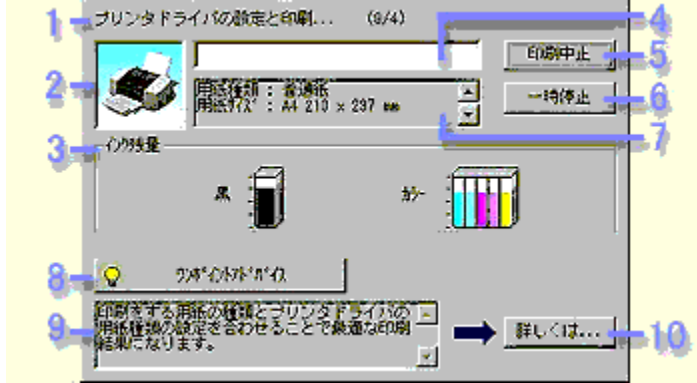 1 プリンタドライバの設定と印刷... (0/4) 4
印刷中止 5
2 用紙種類 : 普通紙
用紙ｻｲｽﾞ : A4 210 x 297 mm
一時停止 6
7
3 ｲﾝｸ残量
黒 ｶﾗｰ
8 ﾜﾝﾎﾟｲﾝﾄｱﾄﾞﾊﾞｲｽ
9 印刷をする用紙の種類とプリンタドライバの
用紙種類の設定を合わせることで最適な印刷
結果になります。
詳しくは... 10